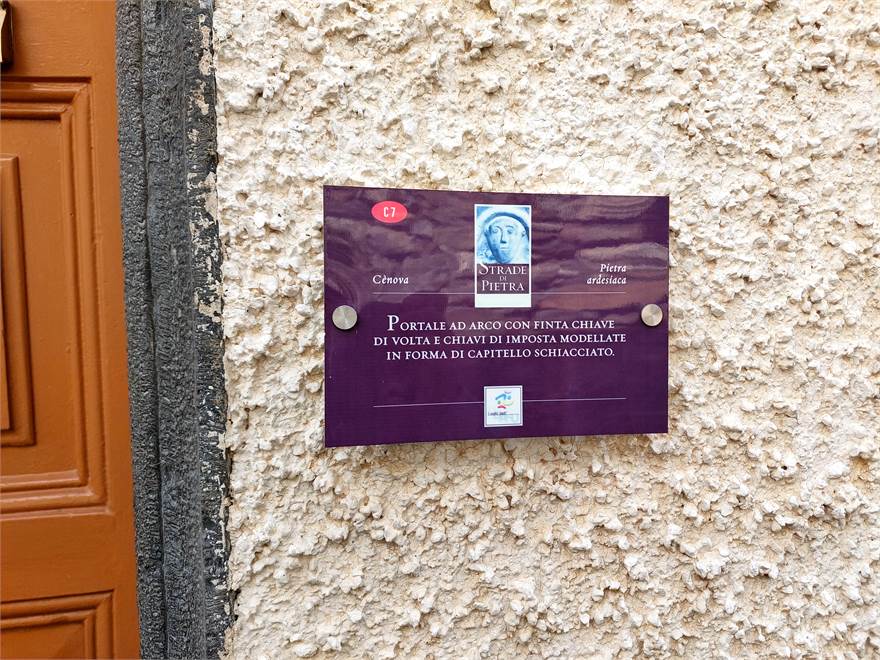 C7
STRADE
DI
PIETRA
Cènova
Pietra
ardesiaca
PORTALE AD ARCO CON FINTA CHIAVE
DI VOLTA E CHIAVI DI IMPOSTA MODELLATE
IN FORMA DI CAPITELLO SCHIACCIATO.